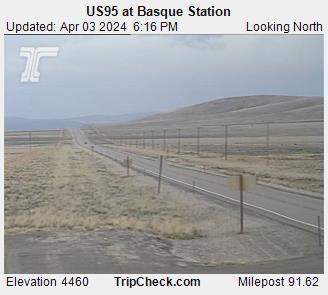 US95 at Basque Station
Updated: Apr 03 2024 6:16 PM Looking North
Elevation 4460 TripCheck.com Milepost 91.62